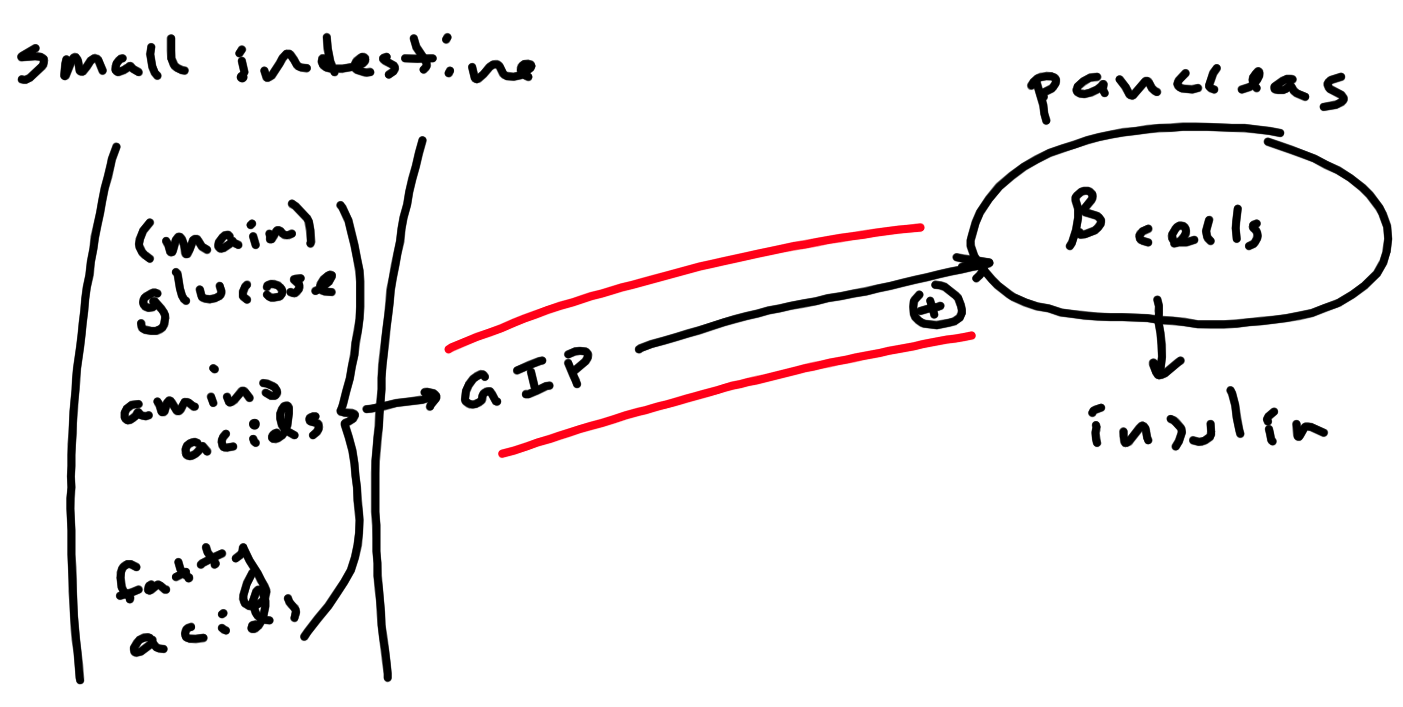 small intestine
pancreas
(main)
glucose
amino
acids
fatty
acids
GIP
+
β cells
insulin